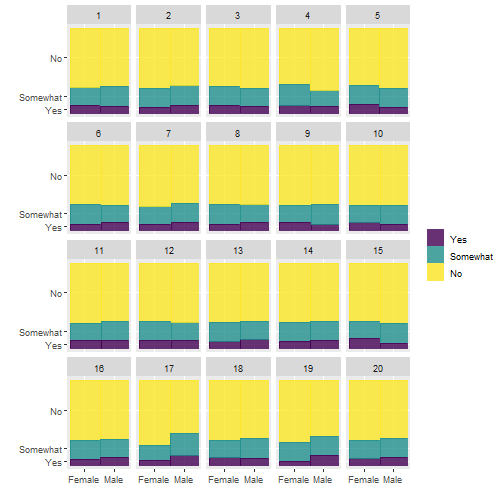 1 2 3 4 5
No
Somewhat
Yes
6 7 8 9 10
No
Somewhat
Yes
Yes
Somewhat
No
11 12 13 14 15
No
Somewhat
Yes
16 17 18 19 20
No
Somewhat
Yes
Female Male Female Male Female Male Female Male Female Male